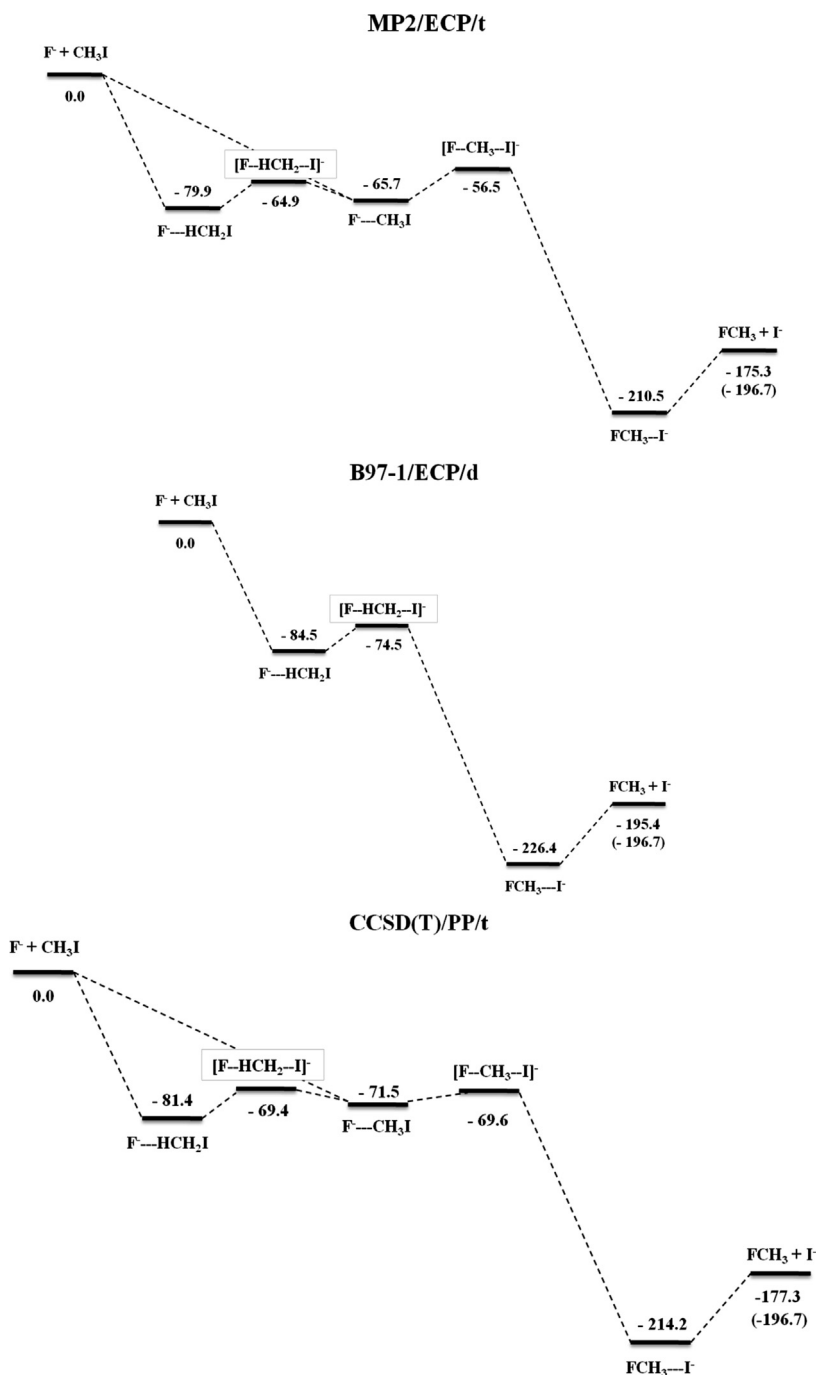 MP2/ECP/t
F⁻ + CH₃I
0.0
[F--HCH₂--I]⁻
[F--CH₃--I]⁻
- 79.9
- 65.7
- 64.9
- 56.5
F⁻---HCH₂I
F⁻---CH₃I
FCH₃ + I⁻
- 175.3
(- 196.7)
- 210.5
FCH₃--I⁻
B97-1/ECP/d
F⁻ + CH₃I
0.0
[F--HCH₂--I]⁻
- 84.5
- 74.5
F⁻---HCH₂I
FCH₃ + I⁻
- 195.4
(- 196.7)
- 226.4
FCH₃---I⁻
CCSD(T)/PP/t
F⁻ + CH₃I
0.0
[F--HCH₂--I]⁻
[F--CH₃--I]⁻
- 81.4
- 71.5
- 69.4
- 69.6
F⁻---HCH₂I
F⁻---CH₃I
FCH₃ + I⁻
-177.3
(-196.7)
- 214.2
FCH₃---I⁻